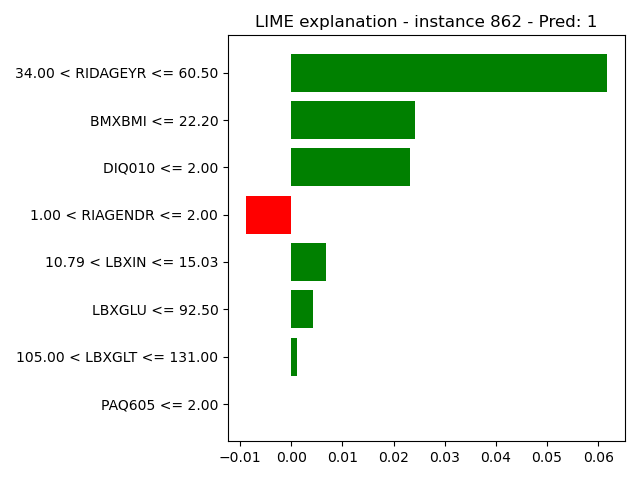 LIME explanation - instance 862 - Pred: 1
34.00 < RIDAGEYR <= 60.50
BMXBMI <= 22.20
DIQ010 <= 2.00
1.00 < RIAGENDR <= 2.00
10.79 < LBXIN <= 15.03
LBXGLU <= 92.50
105.00 < LBXGLT <= 131.00
PAQ605 <= 2.00
−0.01 0.00 0.01 0.02 0.03 0.04 0.05 0.06